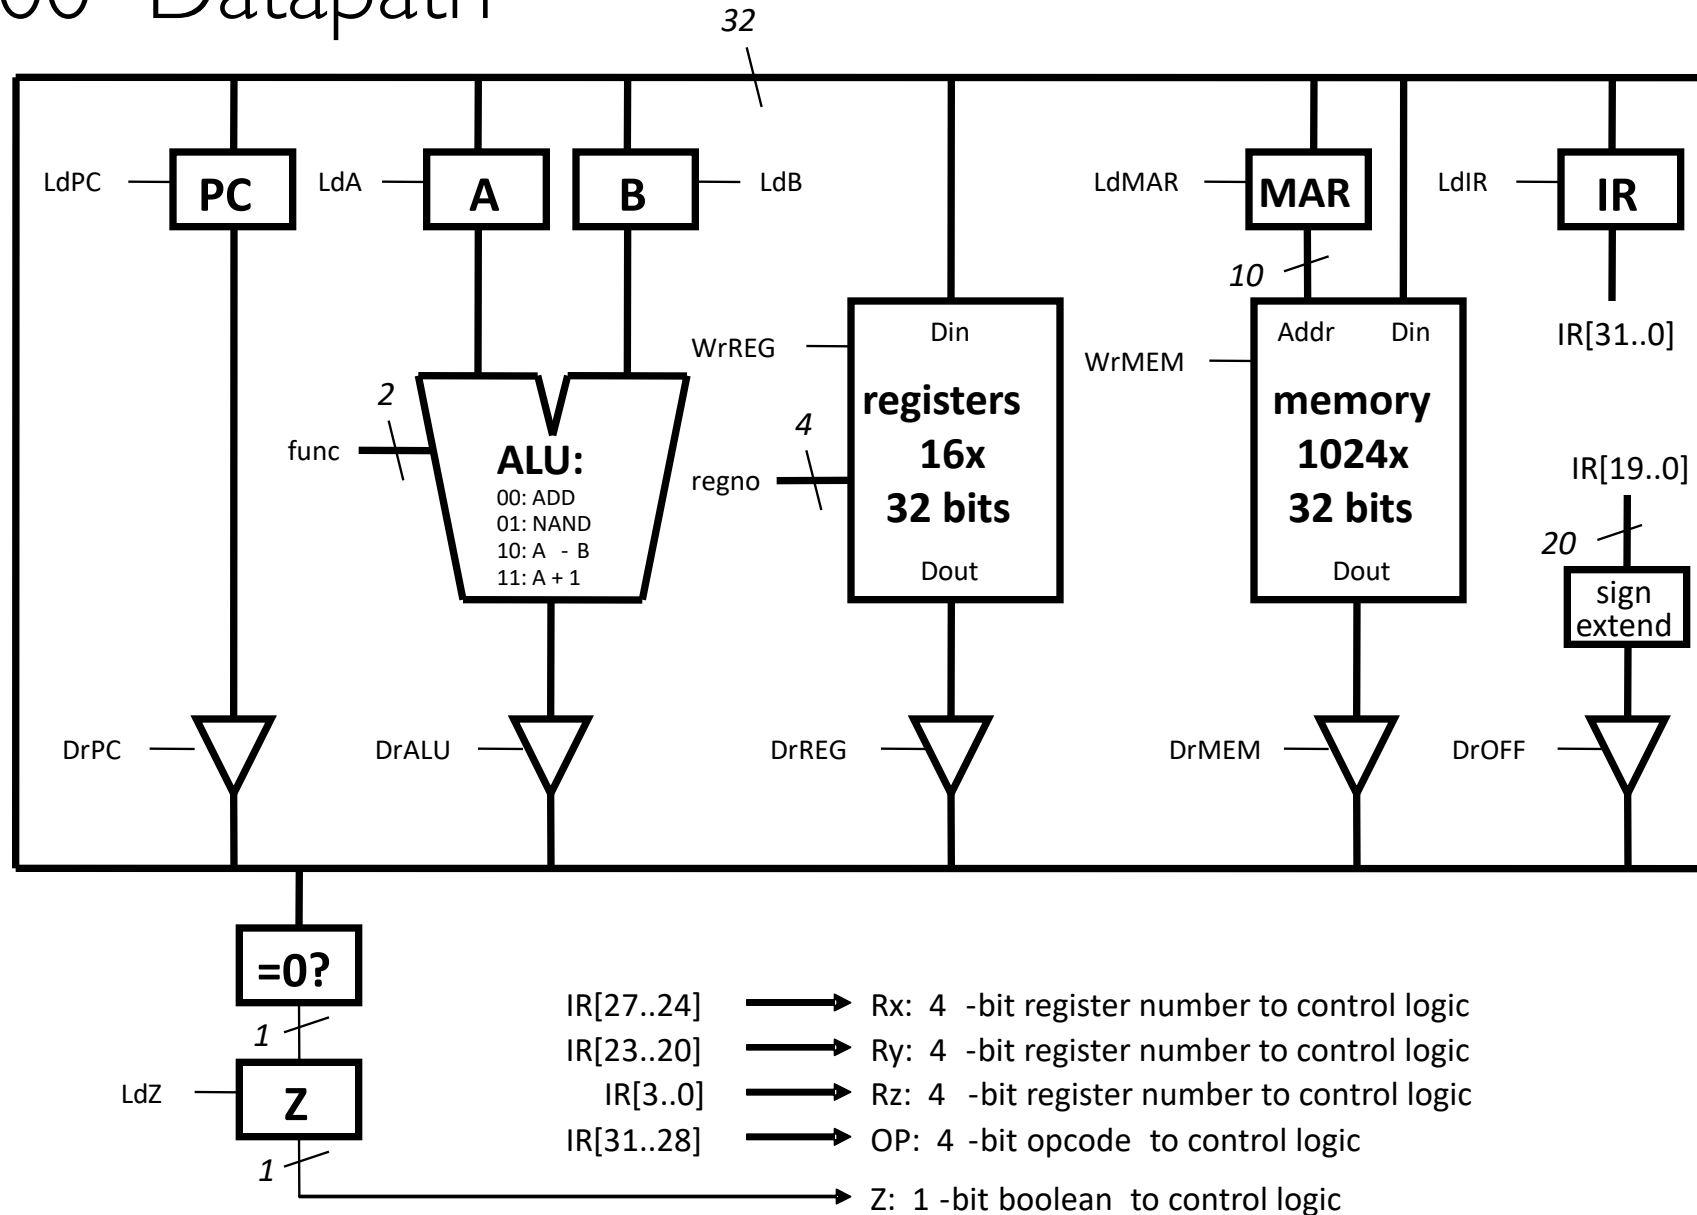 00 Datapath
32
LdPC
PC
LdA
A
B
LdB
LdMAR
MAR
LdIR
IR
10
WrREG
Din
WrMEM
Addr Din
IR[31..0]
2
func
ALU:
00: ADD
01: NAND
10: A - B
11: A + 1
4
regno
registers
16x
32 bits
Dout
memory
1024x
32 bits
Dout
IR[19..0]
20
sign
extend
DrPC
DrALU
DrREG
DrMEM
DrOFF
=0?
1
LdZ
Z
1
IR[27..24] Rx: 4 -bit register number to control logic
IR[23..20] Ry: 4 -bit register number to control logic
IR[3..0] Rz: 4 -bit register number to control logic
IR[31..28] OP: 4 -bit opcode to control logic
Z: 1 -bit boolean to control logic